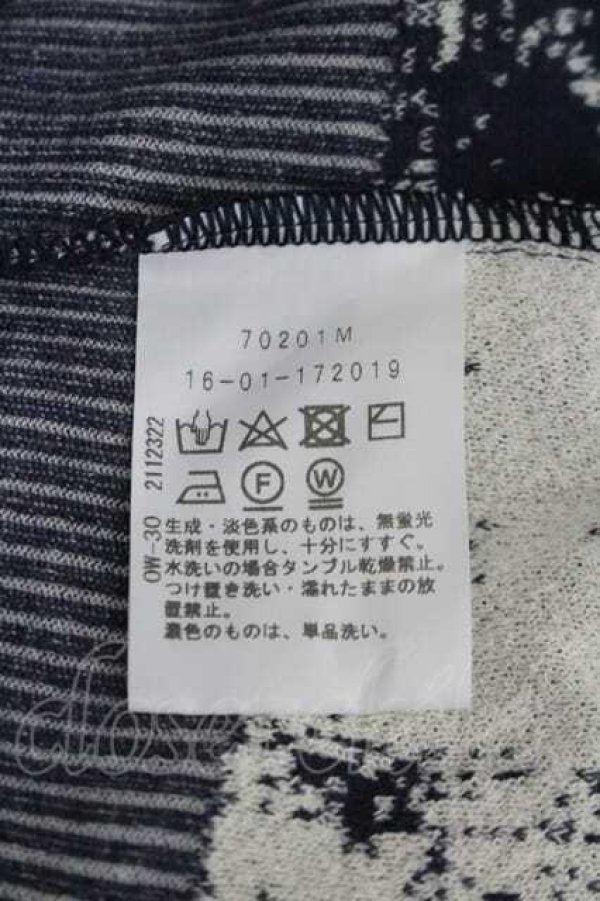 70201M
16-01-172019
OW-30 2112322
F
W
生成・淡色系のものは、無蛍光
洗剤を使用し、十分にすすぐ。
水洗いの場合タンブル乾燥禁止。
つけ置き洗い・濡れたままの放
置禁止。
濃色のものは、単品洗い。